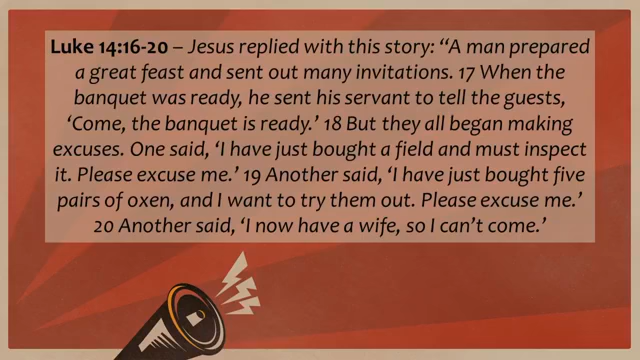 Luke 14:16-20 – Jesus replied with this story: “A man prepared
a great feast and sent out many invitations. 17 When the
banquet was ready, he sent his servant to tell the guests,
‘Come, the banquet is ready.’ 18 But they all began making
excuses. One said, ‘I have just bought a field and must inspect
it. Please excuse me.’ 19 Another said, ‘I have just bought five
pairs of oxen, and I want to try them out. Please excuse me.’
20 Another said, ‘I now have a wife, so I can’t come.’